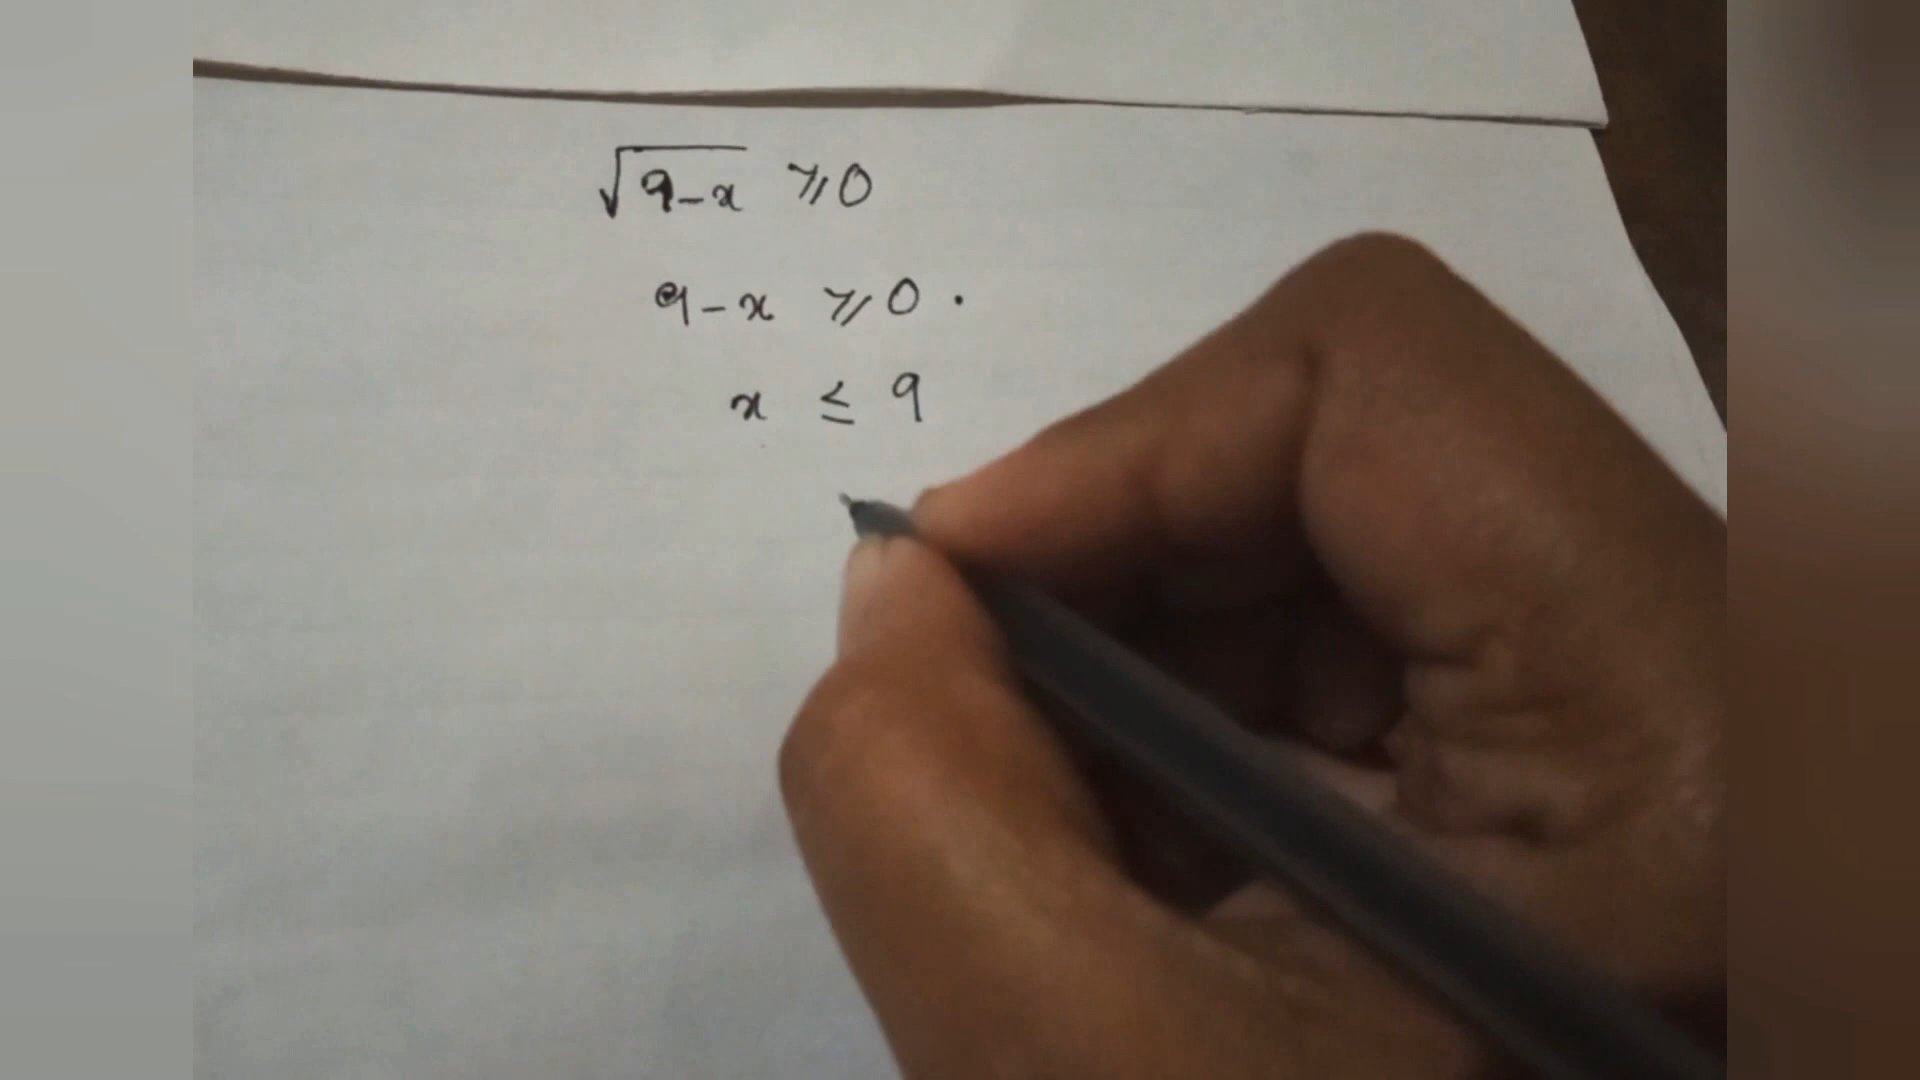 √9-x ⩾0
9-x ⩾0.
x ≤ 9